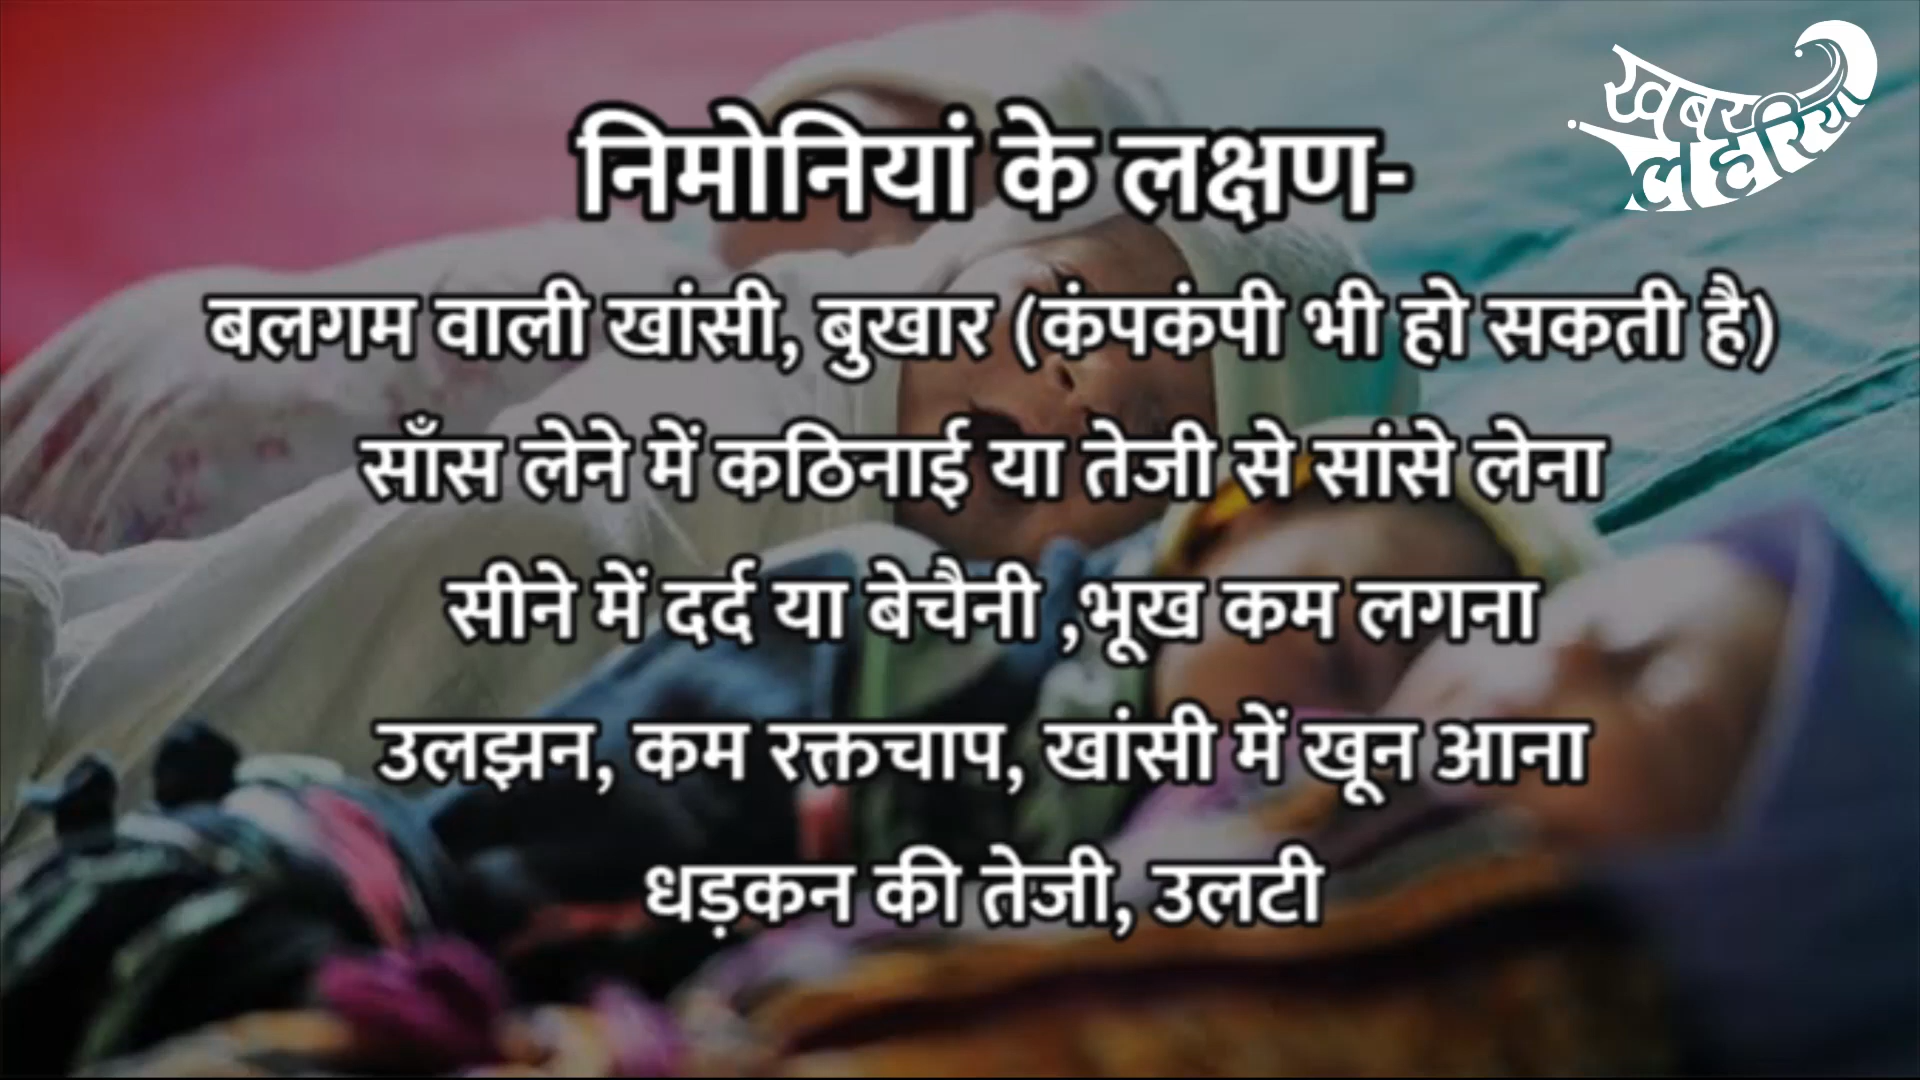 खबर
लहरिया
निमोनियां के लक्षण-
बलगम वाली खांसी, बुखार (कंपकंपी भी हो सकती है)
साँस लेने में कठिनाई या तेजी से सांसे लेना
सीने में दर्द या बेचैनी ,भूख कम लगना
उलझन, कम रक्तचाप, खांसी में खून आना
धड़कन की तेजी, उलटी